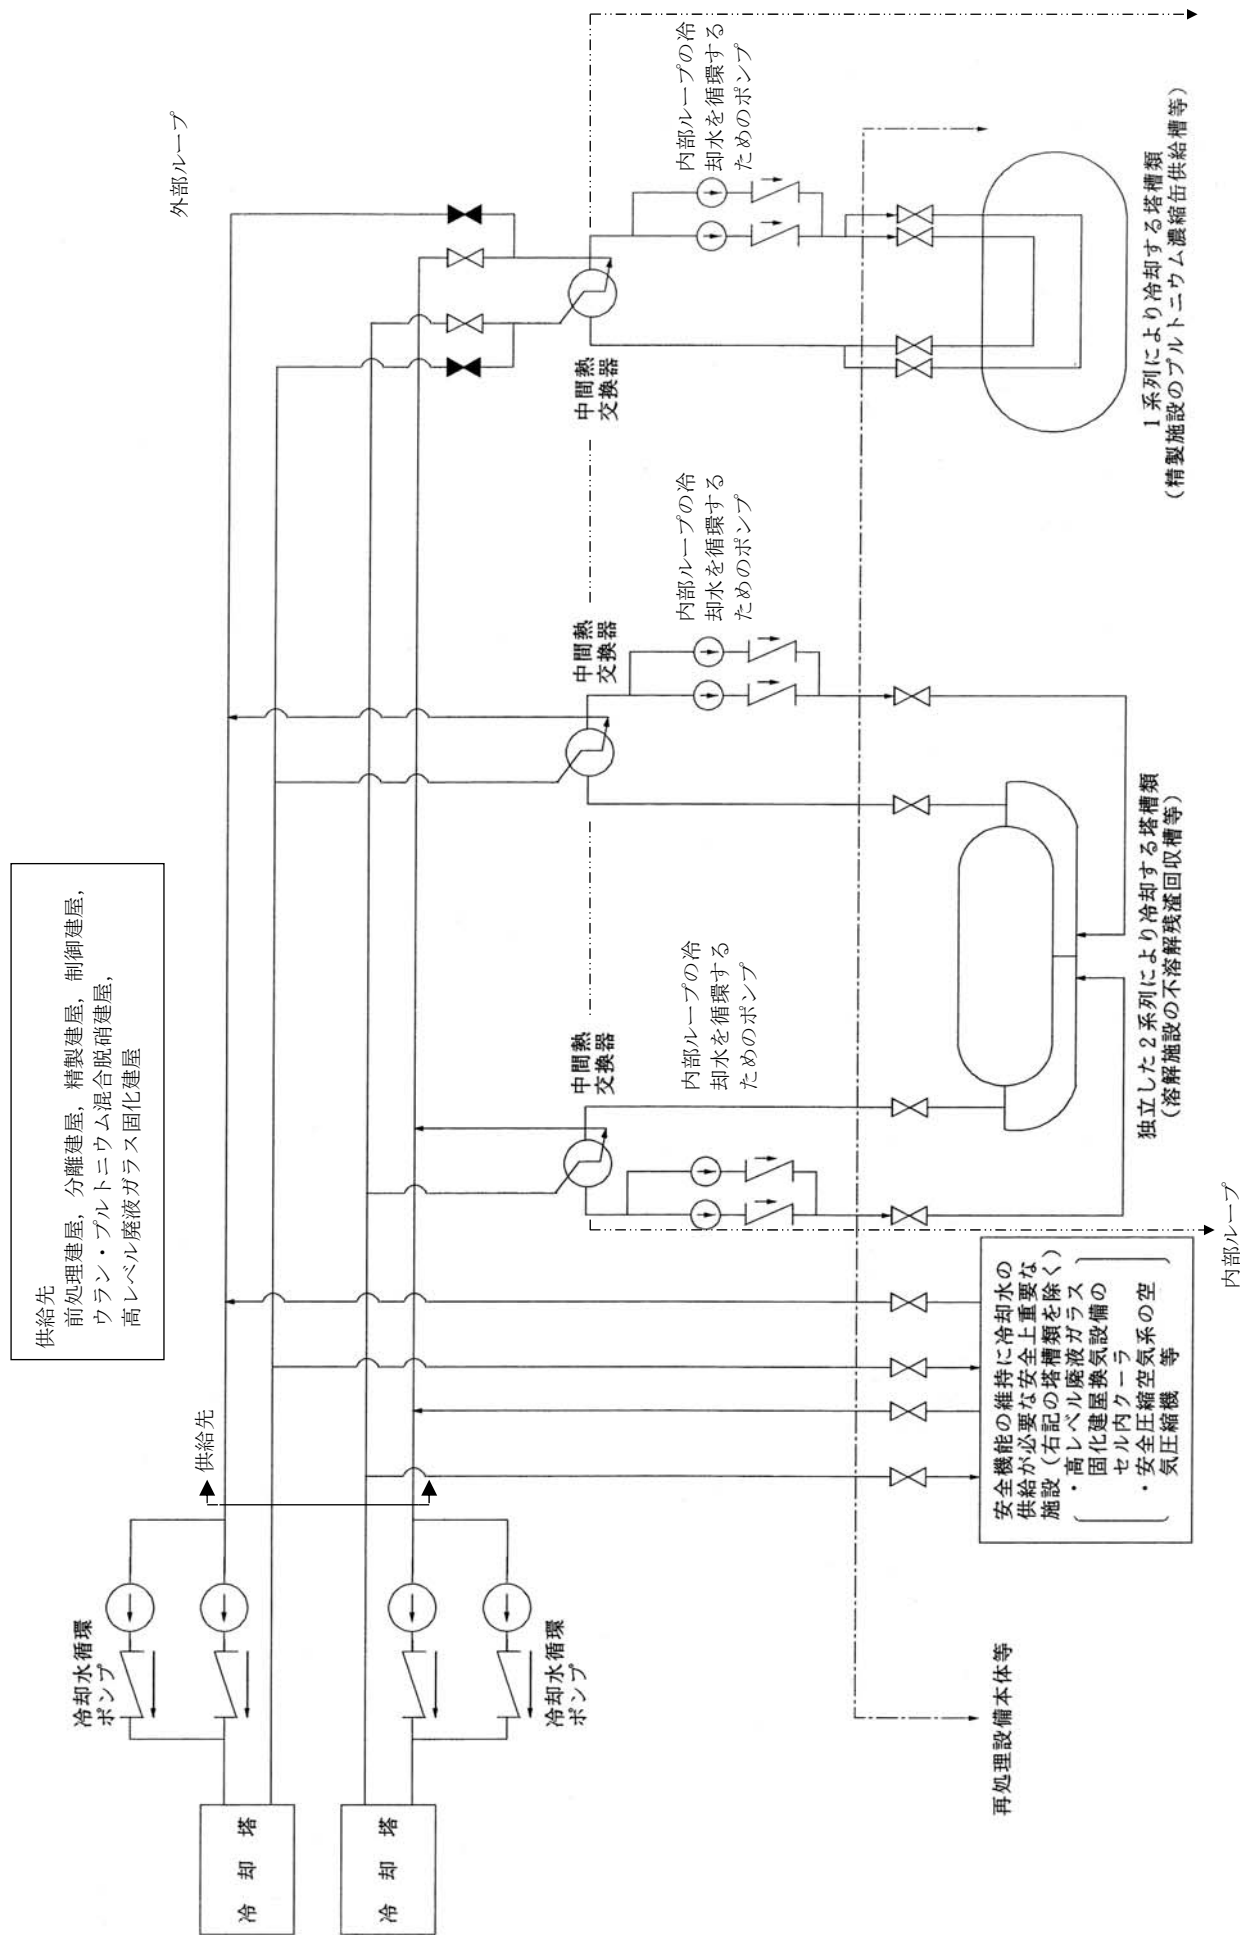 供給先
前処理建屋，分離建屋，精製建屋，制御建屋，
ウラン・プルトニウム混合脱硝建屋，
高レベル廃液ガラス固化建屋
外部ループ
供給先
冷却水循環
ポンプ
冷却水循環
ポンプ
冷却塔
冷却塔
中間熱
交換器
中間熱
交換器
中間熱
交換器
内部ループの冷
却水を循環する
ためのポンプ
内部ループの冷
却水を循環する
ためのポンプ
内部ループの冷
却水を循環する
ためのポンプ
再処理設備本体等
安全機能の維持に冷却水の
供給が必要な安全上重要な
施設（右記の塔槽類を除く）
・高レベル廃液ガラス
固化建屋換気設備の
セル内クーラ
・安全圧縮空気系の空
気圧縮機　等
独立した２系列により冷却する塔槽類
（溶解施設の不溶解残渣回収槽等）
１系列により冷却する塔槽類
（精製施設のプルトニウム濃縮缶供給槽等）
内部ループ